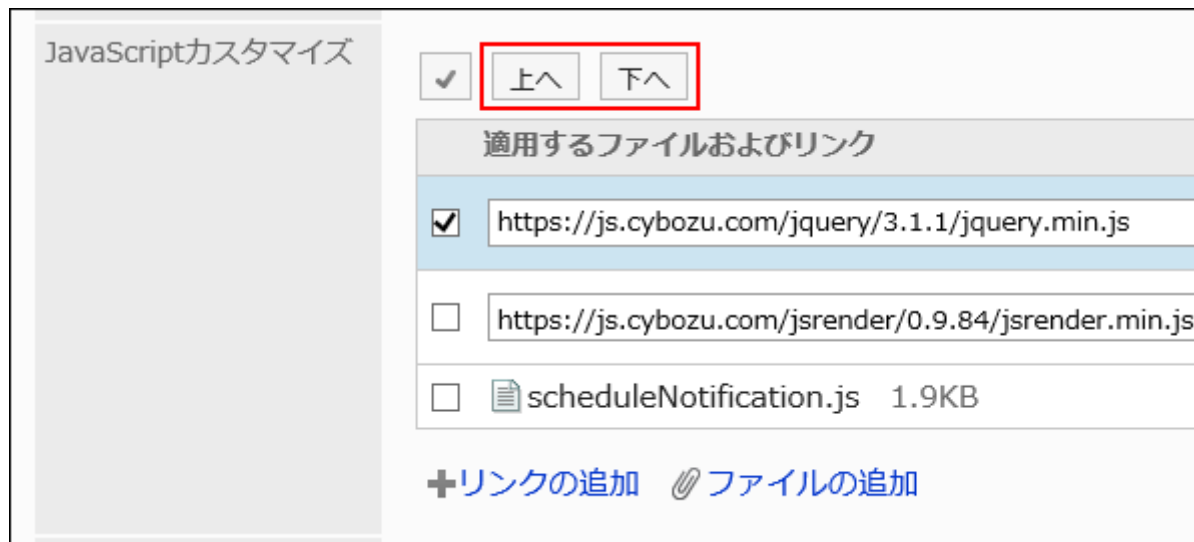 JavaScriptカスタマイズ
上へ 下へ
適用するファイルおよびリンク
https://js.cybozu.com/jquery/3.1.1/jquery.min.js
https://js.cybozu.com/jsrender/0.9.84/jsrender.min.js
scheduleNotification.js 1.9KB
リンクの追加 ファイルの追加